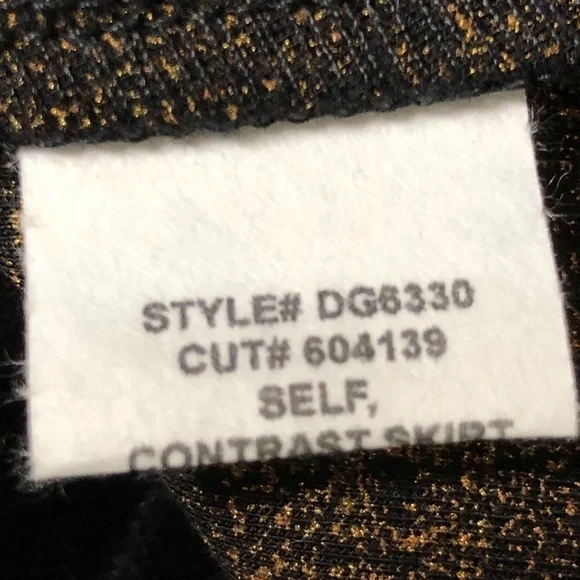 STYLE# DG6330
CUT# 604139
SELF,
CONTRAST SKIRT